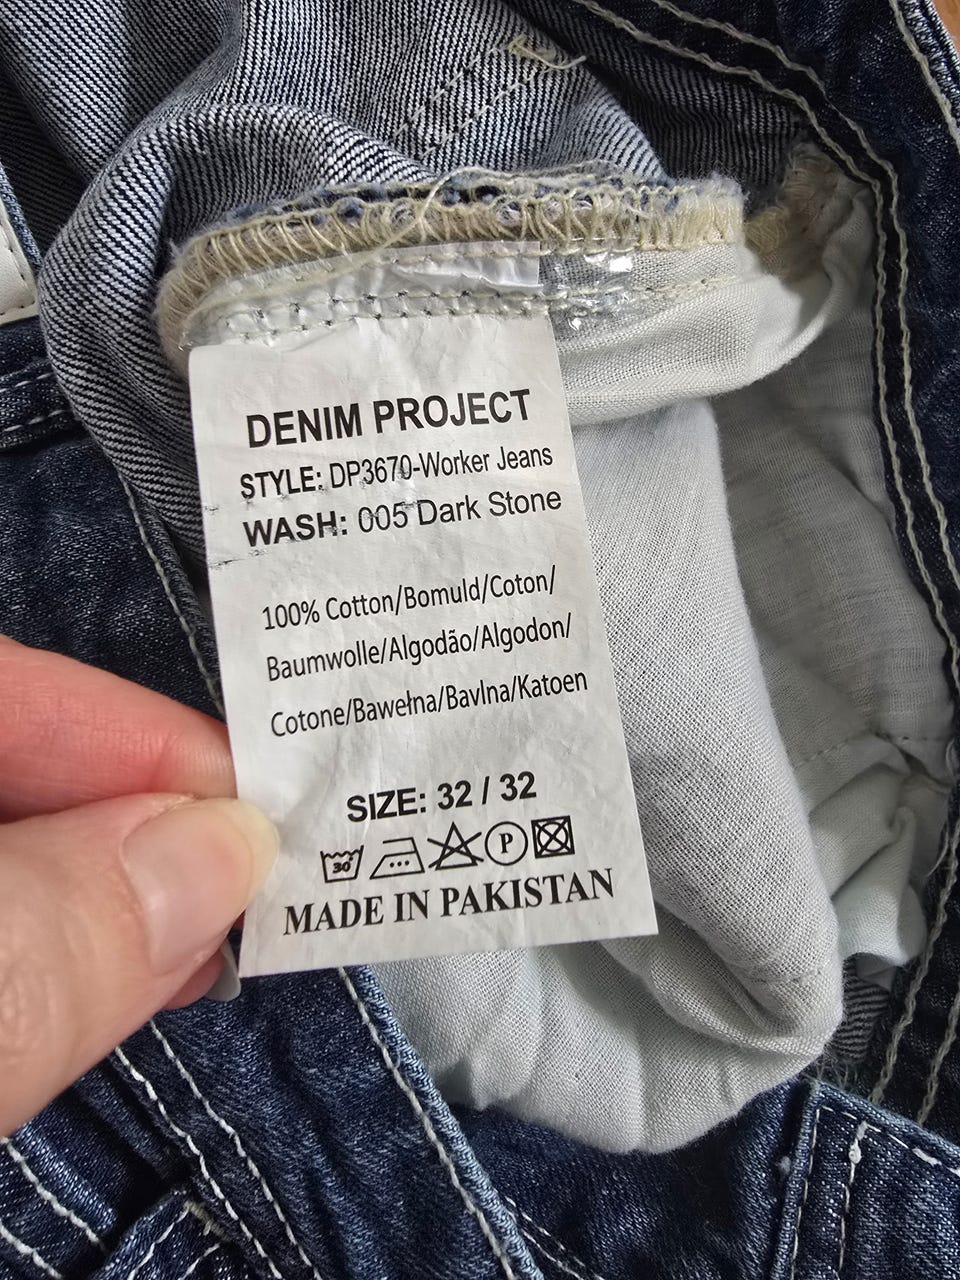 DENIM PROJECT
STYLE: DP3670-Worker Jeans
WASH: 005 Dark Stone
100% Cotton/Bomuld/Coton/
Baumwolle/Algodão/Algodon/
Cotone/Bawełna/Bavlna/Katoen
SIZE: 32 / 32
30 P
MADE IN PAKISTAN